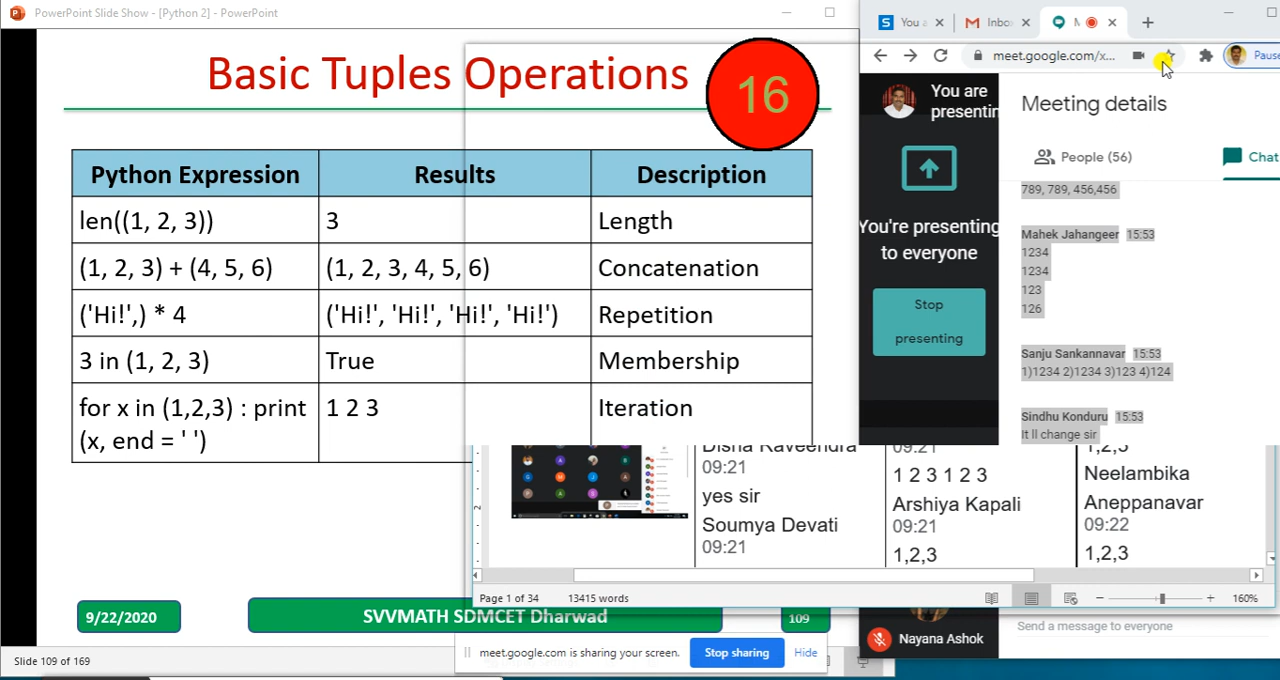 PowerPoint Slide Show - [Python 2] - PowerPoint
Basic Tuples Operations
16
Python Expression Results Description
len((1, 2, 3)) 3 Length
(1, 2, 3) + (4, 5, 6) (1, 2, 3, 4, 5, 6) Concatenation
('Hi!',) * 4 ('Hi!', 'Hi!', 'Hi!', 'Hi!') Repetition
3 in (1, 2, 3) True Membership
for x in (1,2,3) : print 1 2 3 Iteration
(x, end = ' ')
9/22/2020 SVVMATH SDMCET Dharwad 109
Slide 109 of 169
meet.google.com is sharing your screen. Stop sharing Hide
You a
Inbo
M
meet.google.com/x...
Pause
You are
presentin
You're presenting
to everyone
Stop
presenting
Meeting details
People (56) Chat
789, 789, 456,456
Mahek Jahangeer 15:53
1234
1234
123
126
Sanju Sankannavar 15:53
1)1234 2)1234 3)123 4)124
Sindhu Konduru 15:53
It ll change sir
Disha Raveendra
09:21
yes sir
Soumya Devati
09:21
09:21
1 2 3 1 2 3
Arshiya Kapali
09:21
1,2,3
1,2,3
Neelambika
Aneppanavar
09:22
1,2,3
Page 1 of 34 13415 words 160%
Nayana Ashok
Send a message to everyone